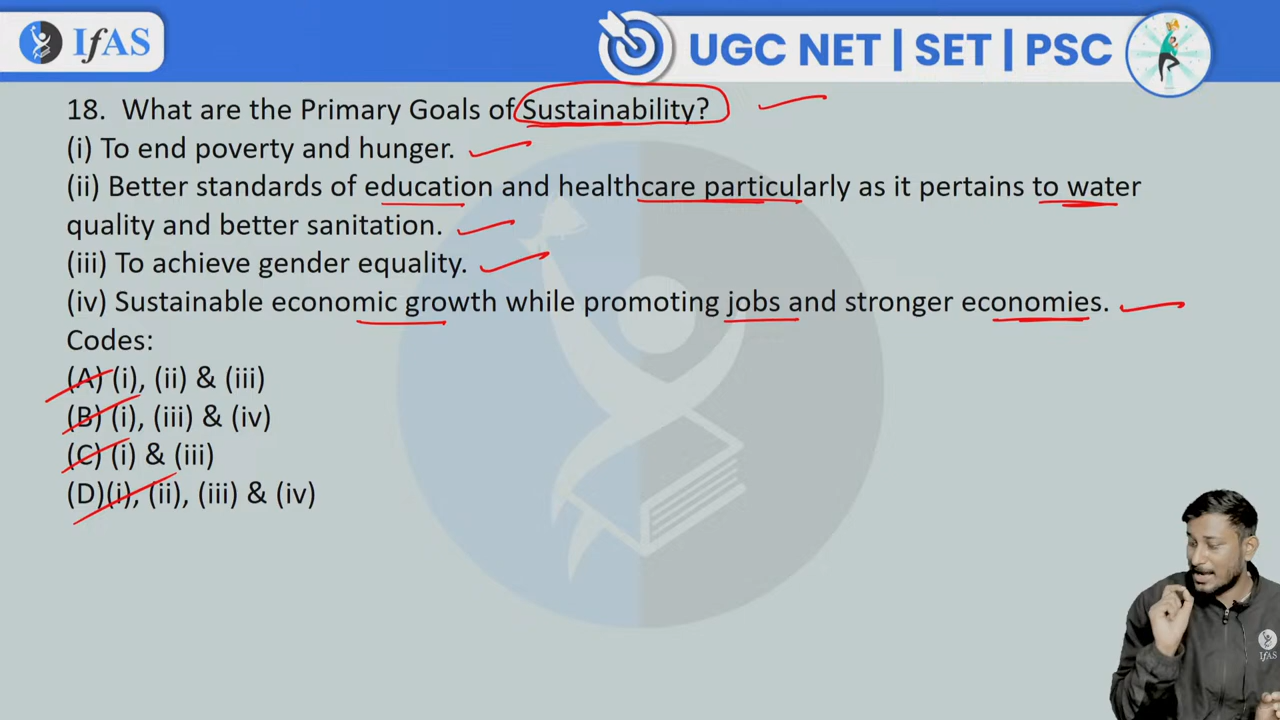 IfAS
UGC NET | SET | PSC
18. What are the Primary Goals of Sustainability?
(i) To end poverty and hunger.
(ii) Better standards of education and healthcare particularly as it pertains to water
quality and better sanitation.
(iii) To achieve gender equality.
(iv) Sustainable economic growth while promoting jobs and stronger economies.
Codes:
(A) (i), (ii) & (iii)
(B) (i), (iii) & (iv)
(C) (i) & (iii)
(D)(i), (ii), (iii) & (iv)
IfAS